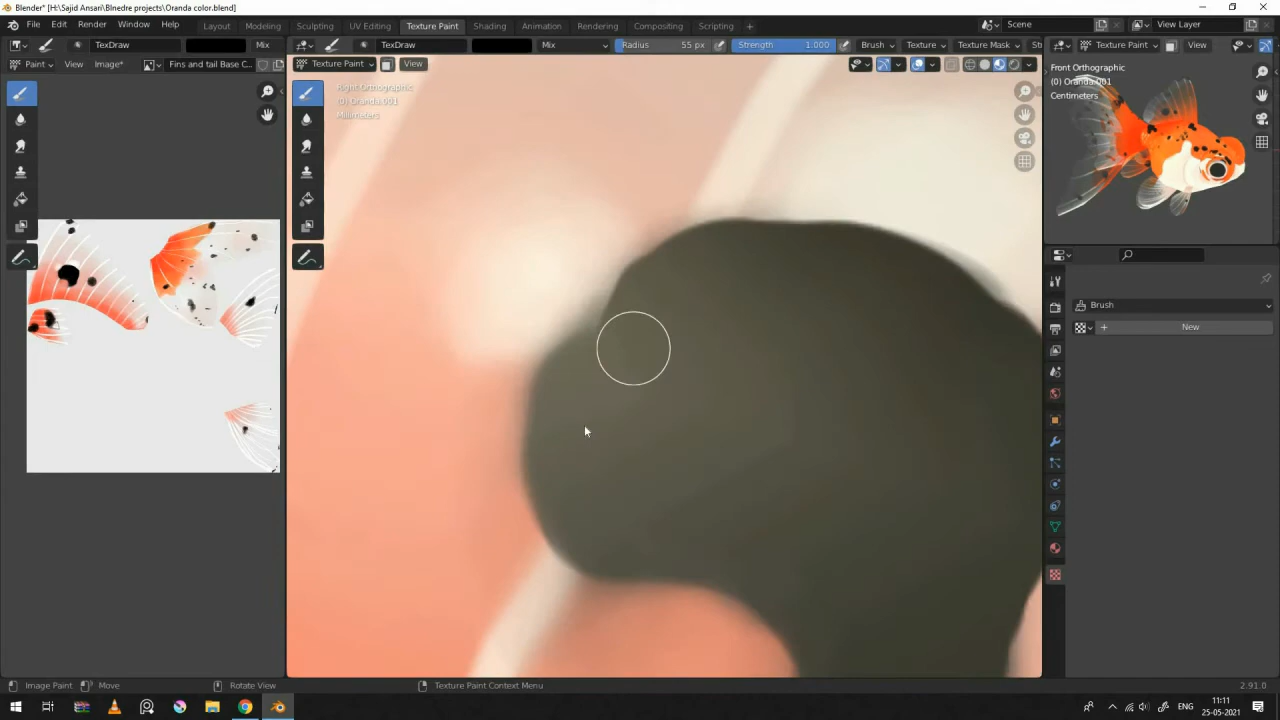 Blender* [H:\Sajid Ansari\Blnedre projects\Oranda color.blend]
File Edit Render Window Help Layout Modeling Sculpting UV Editing Texture Paint Shading Animation Rendering Compositing Scripting + Scene View Layer
TexDraw Mix TexDraw Mix Radius 55 px Strength 1.000 Brush Texture Texture Mask Str Texture Paint View
Paint View Image* Fins and tail Base C... Texture Paint View
Right Orthographic
(0) Oranda.001
Millimeters
Front Orthographic
(0) Oranda.001
Centimeters
Brush
+ New
Image Paint Move Rotate View Texture Paint Context Menu 2.91.0
ENG 11:11
25-05-2021